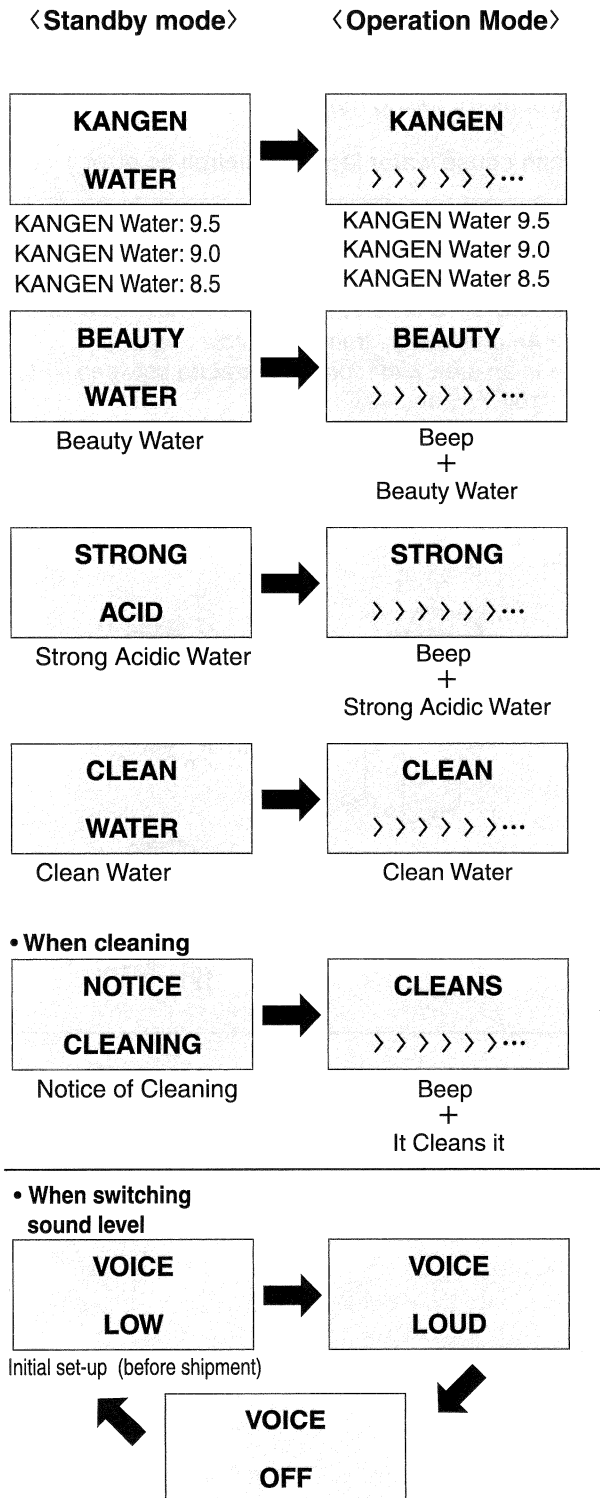 〈Standby mode〉 〈Operation Mode〉
KANGEN
WATER
KANGEN Water: 9.5
KANGEN Water: 9.0
KANGEN Water: 8.5
KANGEN
〉〉〉〉〉〉···
KANGEN Water 9.5
KANGEN Water 9.0
KANGEN Water 8.5
BEAUTY
WATER
Beauty Water
BEAUTY
〉〉〉〉〉〉···
Beep
+
Beauty Water
STRONG
ACID
Strong Acidic Water
STRONG
〉〉〉〉〉〉···
Beep
+
Strong Acidic Water
CLEAN
WATER
Clean Water
CLEAN
〉〉〉〉〉〉···
Clean Water
• When cleaning
NOTICE
CLEANING
Notice of Cleaning
CLEANS
〉〉〉〉〉〉···
Beep
+
It Cleans it
• When switching
sound level
VOICE
LOW
Initial set-up (before shipment)
VOICE
LOUD
VOICE
OFF